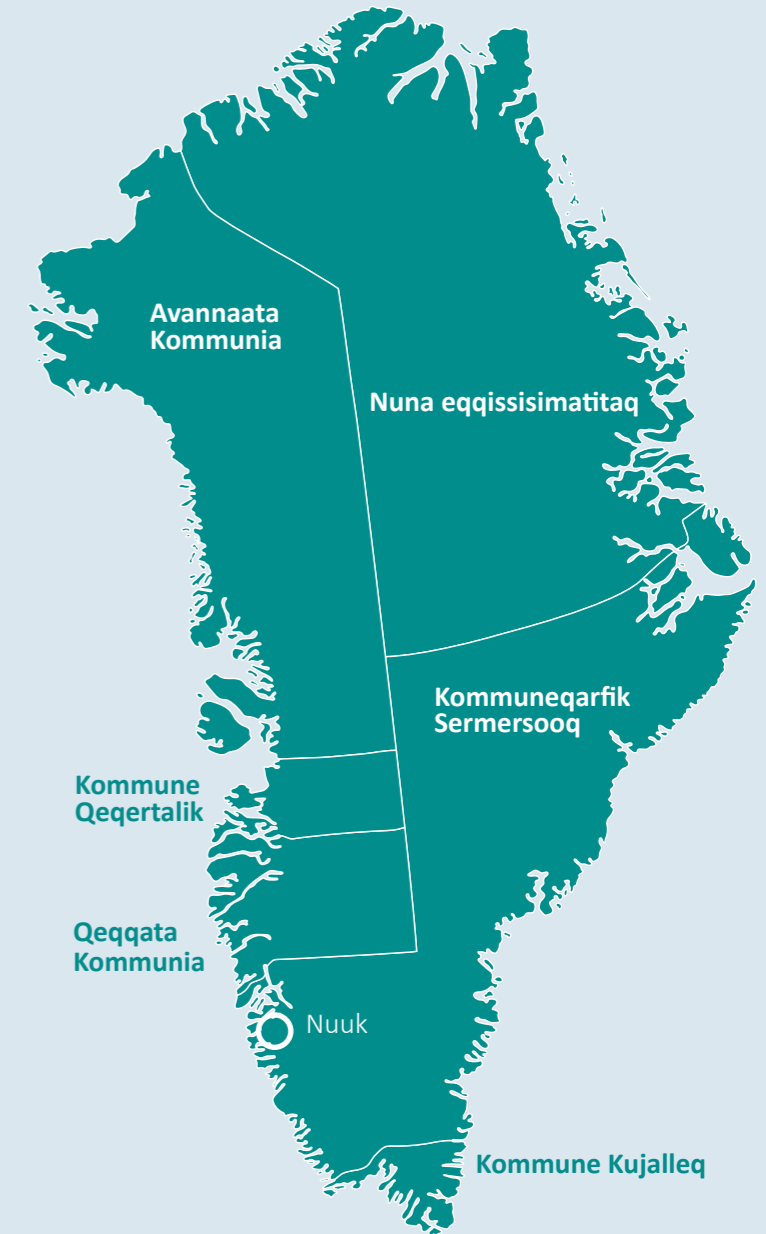 Avannaata
Kommunia
Nuna eqqissisimatitaq
Kommuneqarfik
Sermersooq
Kommune
Qeqertalik
Qeqqata
Kommunia
Nuuk
Kommune Kujalleq